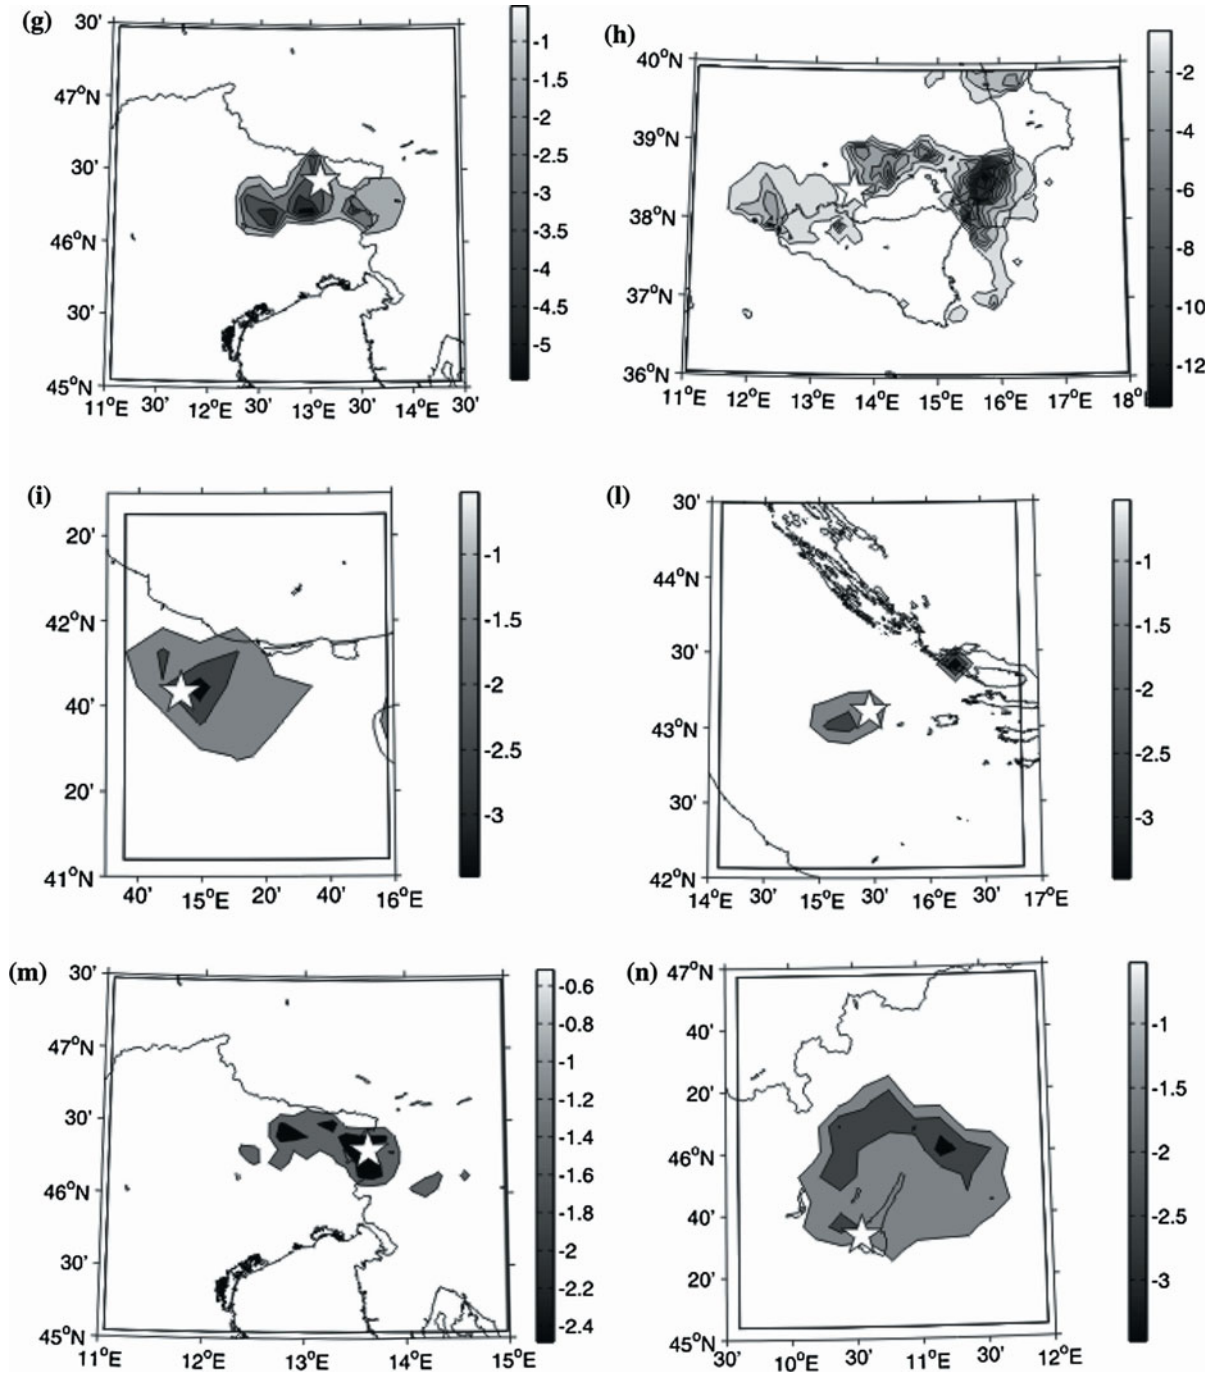 (g)
30'
47°N
30'
46°N
30'
45°N
11°E 30' 12°E 30' 13°E 30' 14°E 30'
-1
-1.5
-2
-2.5
-3
-3.5
-4
-4.5
-5
(h)
40°N
39°N
38°N
37°N
36°N
11°E 12°E 13°E 14°E 15°E 16°E 17°E 18°
-2
-4
-6
-8
-10
-12
(i)
20'
42°N
40'
20'
41°N
40' 15°E 20' 40' 16°E
-1
-1.5
-2
-2.5
-3
(l)
30'
44°N
30'
43°N
30'
42°N
14°E 30' 15°E 30' 16°E 30' 17°E
-1
-1.5
-2
-2.5
-3
(m)
30'
47°N
30'
46°N
30'
45°N
11°E 12°E 13°E 14°E 15°E
-0.6
-0.8
-1
-1.2
-1.4
-1.6
-1.8
-2
-2.2
-2.4
(n)
47°N
40'
20'
46°N
40'
20'
45°N
30' 10°E 30' 11°E 30' 12°E
-1
-1.5
-2
-2.5
-3